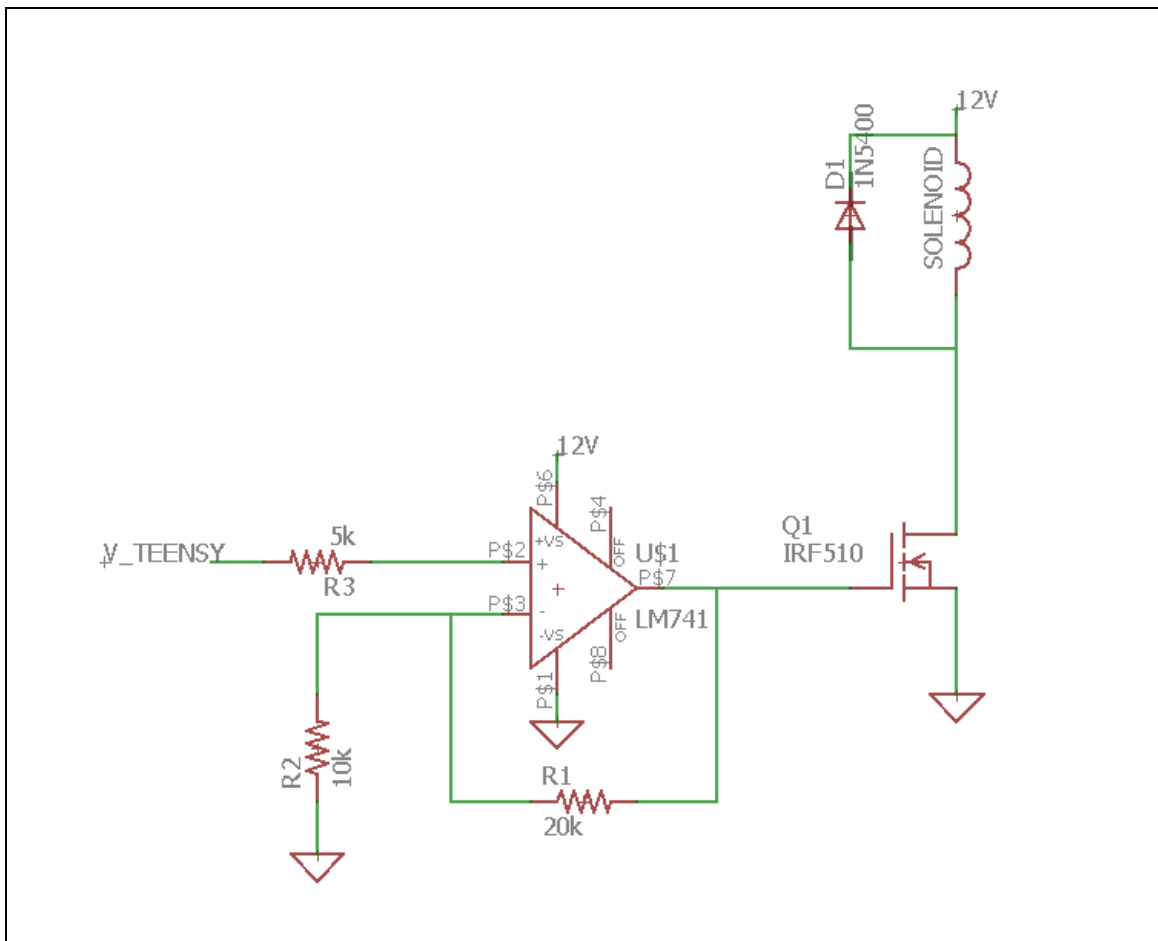 12V
D1
1N5400
SOLENOID
12V
P$6
P$4
+VS
OFF
V_TEENSY
5k
R3
P$2
+
U$1
P$7
LM741
P$3
-
-VS
OFF
P$8
P$1
Q1
IRF510
R2
10k
R1
20k